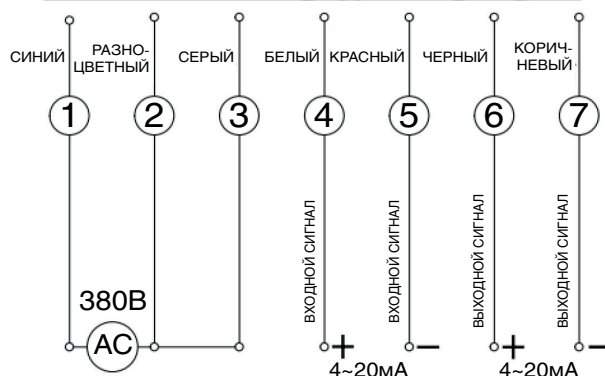 СИНИЙ
РАЗНО-
ЦВЕТНЫЙ
СЕРЫЙ
БЕЛЫЙ
КРАСНЫЙ
ЧЕРНЫЙ
КОРИЧ-
НЕВЫЙ
1 2 3 4 5 6 7
ВХОДНОЙ СИГНАЛ
ВХОДНОЙ СИГНАЛ
ВЫХОДНОЙ СИГНАЛ
ВЫХОДНОЙ СИГНАЛ
380В
АС
+ − + −
4~20мА 4~20мА